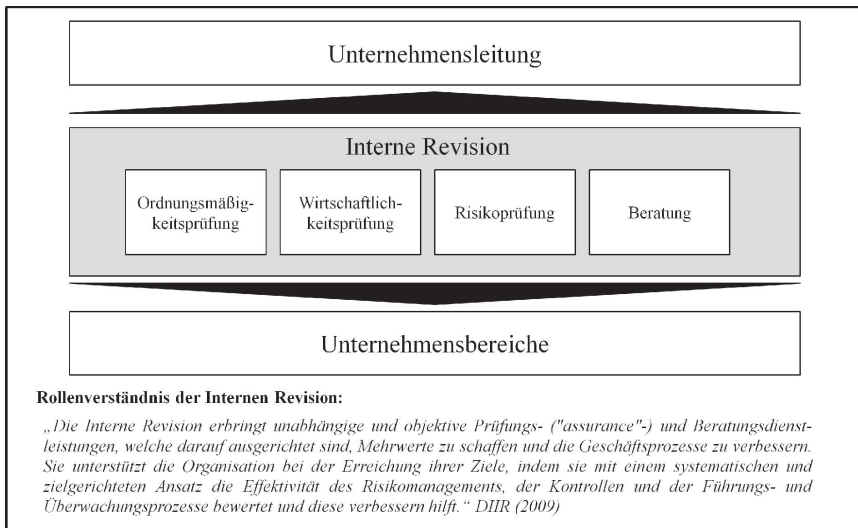 Unternehmensleitung
Interne Revision
Ordnungsmäßig-
keitsprüfung
Wirtschaftlich-
keitsprüfung
Risikoprüfung
Beratung
Unternehmensbereiche
Rollenverständnis der Internen Revision:
„Die Interne Revision erbringt unabhängige und objektive Prüfungs- ("assurance"-) und Beratungsdienst-
leistungen, welche darauf ausgerichtet sind, Mehrwerte zu schaffen und die Geschäftsprozesse zu verbessern.
Sie unterstützt die Organisation bei der Erreichung ihrer Ziele, indem sie mit einem systematischen und
zielgerichteten Ansatz die Effektivität des Risikomanagements, der Kontrollen und der Führungs- und
Überwachungsprozesse bewertet und diese verbessern hilft.“ DIIR (2009)